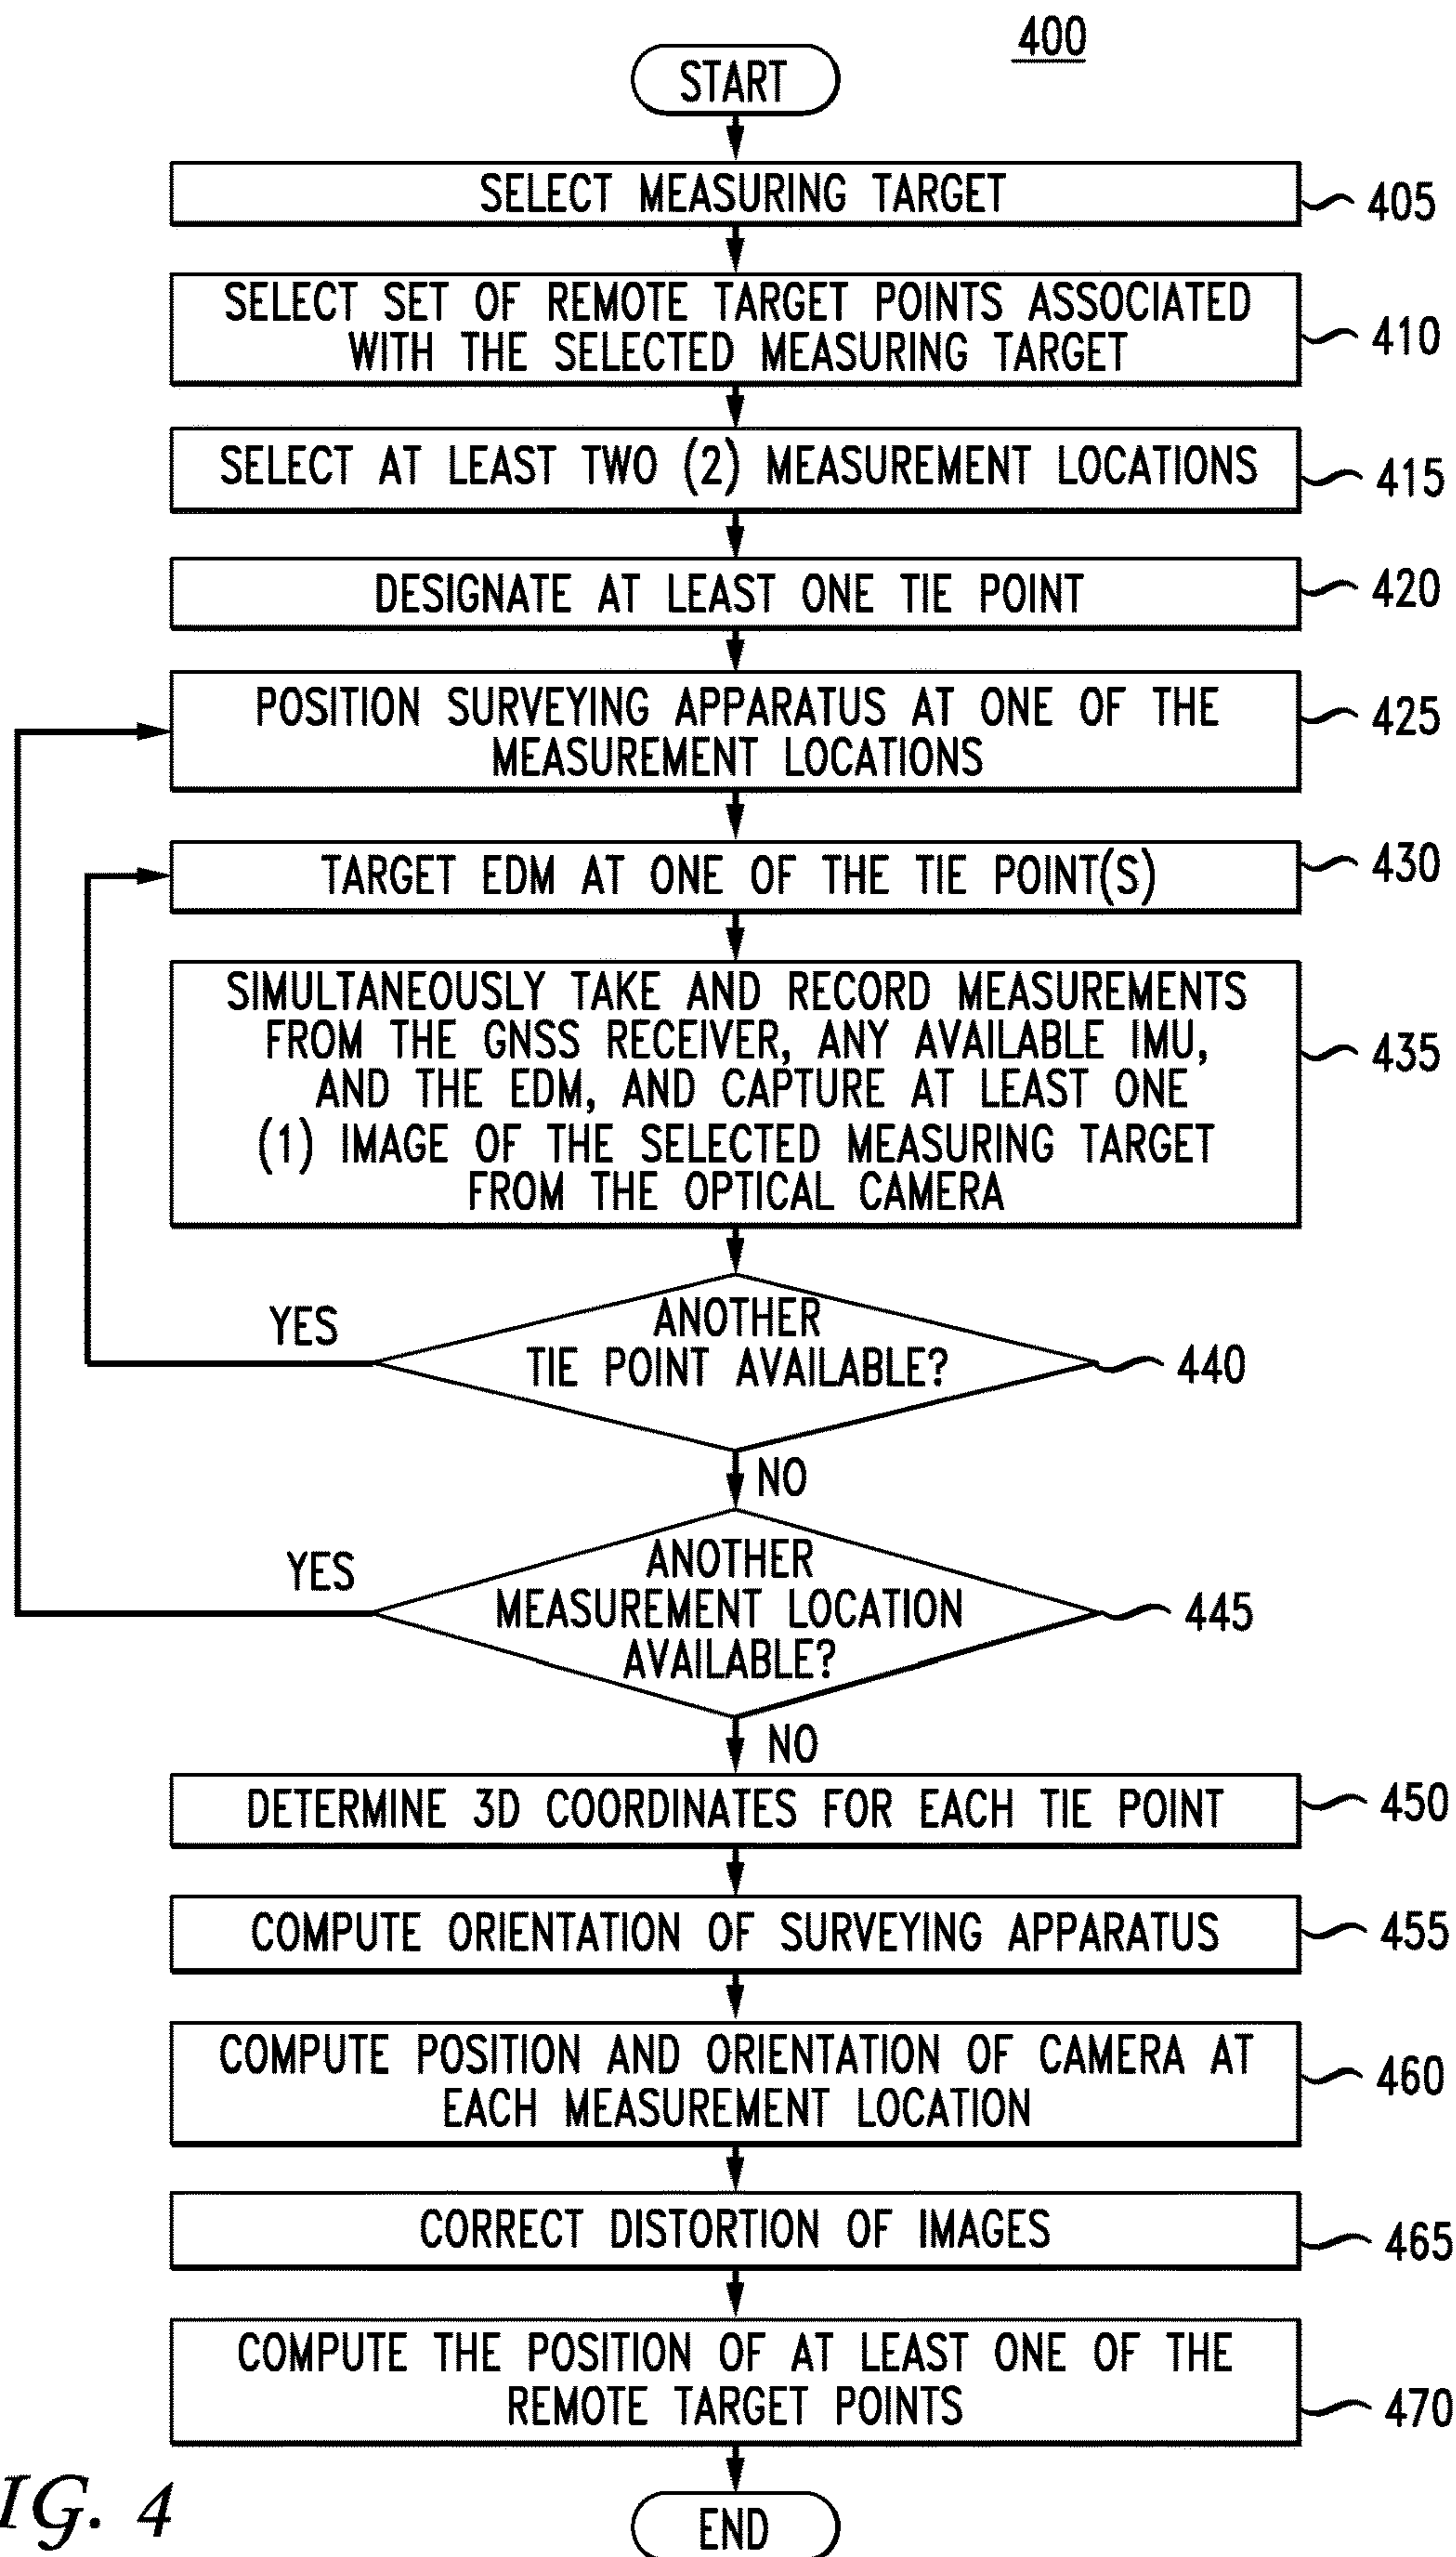 400
START
SELECT MEASURING TARGET
405
SELECT SET OF REMOTE TARGET POINTS ASSOCIATED
WITH THE SELECTED MEASURING TARGET
410
SELECT AT LEAST TWO (2) MEASUREMENT LOCATIONS
415
DESIGNATE AT LEAST ONE TIE POINT
420
POSITION SURVEYING APPARATUS AT ONE OF THE
MEASUREMENT LOCATIONS
425
TARGET EDM AT ONE OF THE TIE POINT(S)
430
SIMULTANEOUSLY TAKE AND RECORD MEASUREMENTS
FROM THE GNSS RECEIVER, ANY AVAILABLE IMU,
AND THE EDM, AND CAPTURE AT LEAST ONE
(1) IMAGE OF THE SELECTED MEASURING TARGET
FROM THE OPTICAL CAMERA
435
YES
ANOTHER
TIE POINT AVAILABLE?
440
NO
YES
ANOTHER
MEASUREMENT LOCATION
AVAILABLE?
445
NO
DETERMINE 3D COORDINATES FOR EACH TIE POINT
450
COMPUTE ORIENTATION OF SURVEYING APPARATUS
455
COMPUTE POSITION AND ORIENTATION OF CAMERA AT
EACH MEASUREMENT LOCATION
460
CORRECT DISTORTION OF IMAGES
465
COMPUTE THE POSITION OF AT LEAST ONE OF THE
REMOTE TARGET POINTS
470
END
IG. 4